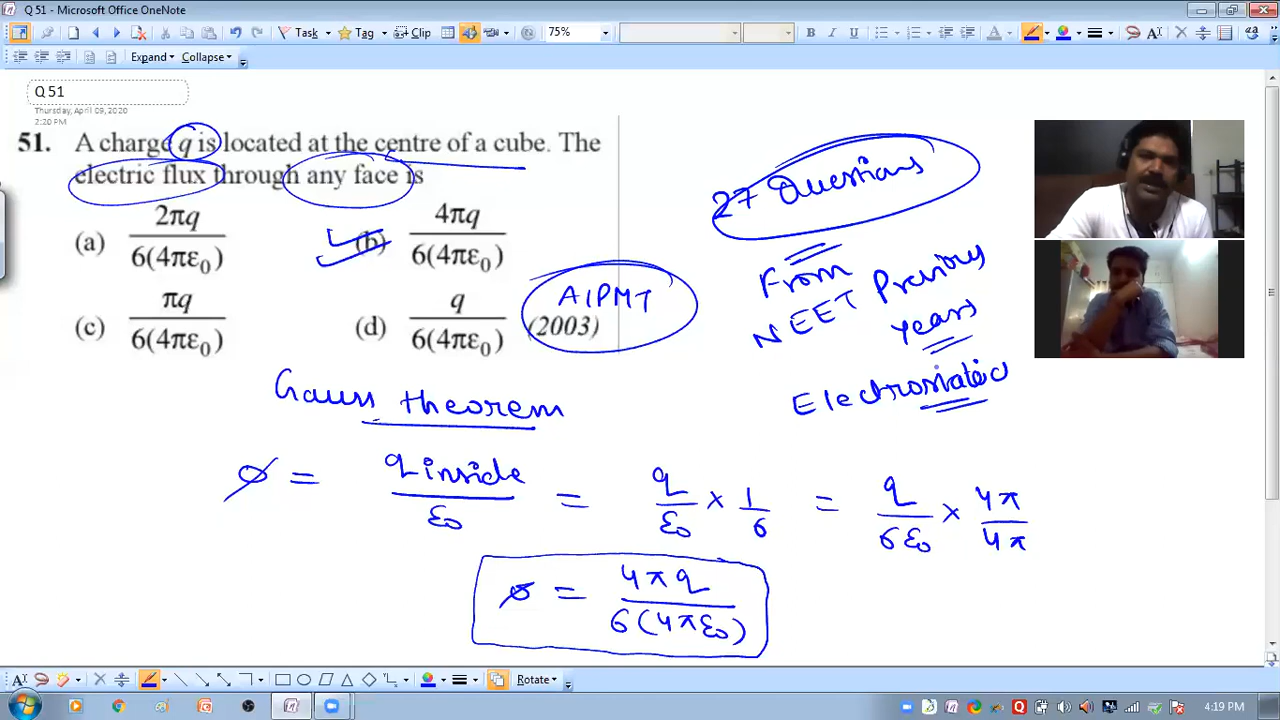 Q 51 - Microsoft Office OneNote
Task Tag Clip 75% B I U A
Expand Collapse
Q 51
Thursday, April 09, 2020
2:20 PM
51. A charge q is located at the centre of a cube. The
electric flux through any face is
(a) 2πq / 6(4πε₀) (b) 4πq / 6(4πε₀)
(c) πq / 6(4πε₀) (d) q / 6(4πε₀) (2003)
AIPMT
27 Questions
From
NEET Previous
years
Gauss theorem
φ = q inside / ε₀ = q / ε₀ × 1 / 6 = q / 6ε₀ × 4π / 4π
φ = 4πq / 6(4πε₀)
Rotate
4:19 PM